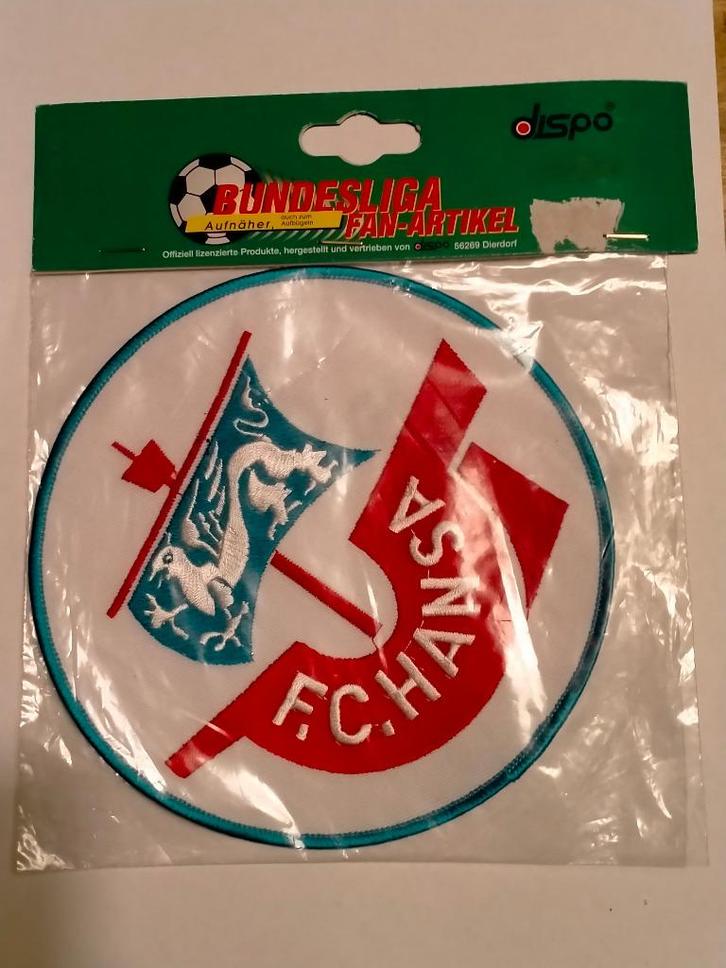 dispo®
BUNDESLIGA
Aufnäher, auch zum Aufbügeln
FAN-ARTIKEL
Offiziell lizenzierte Produkte, hergestellt und vertrieben von dispo 56269 Dierdorf
F.C. HANSA